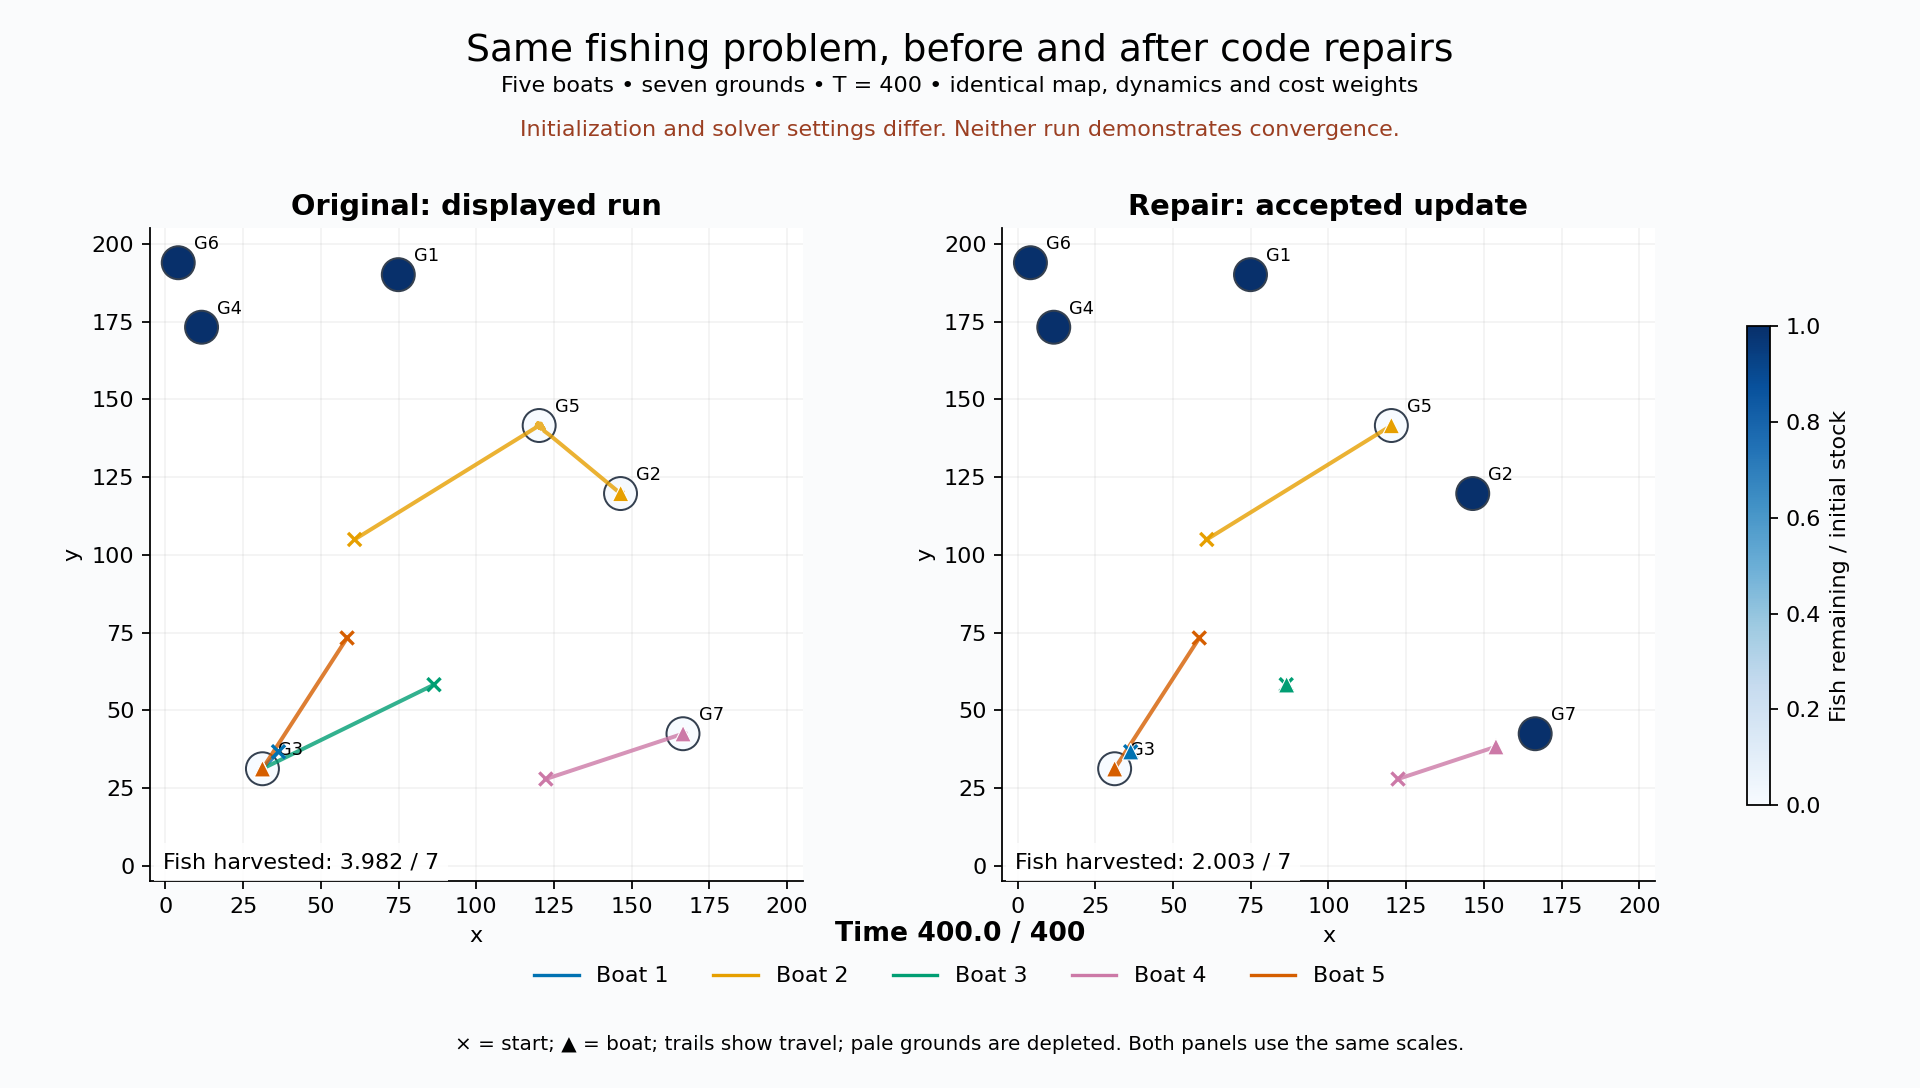 Same fishing problem, before and after code repairs
Five boats • seven grounds • T = 400 • identical map, dynamics and cost weights
Initialization and solver settings differ. Neither run demonstrates convergence.
Original: displayed run
200
175
150
125
100
75
50
25
0
y
G6
G1
G4
G5
G2
G7
G3
Fish harvested: 3.982 / 7
0 25 50 75 100 125 150 175 200
x
Repair: accepted update
200
175
150
125
100
75
50
25
0
y
G6
G1
G4
G5
G2
G7
G3
Fish harvested: 2.003 / 7
0 25 50 75 100 125 150 175 200
x
1.0
0.8
0.6
0.4
0.2
0.0
Fish remaining / initial stock
Time 400.0 / 400
Boat 1 Boat 2 Boat 3 Boat 4 Boat 5
× = start; ▲ = boat; trails show travel; pale grounds are depleted. Both panels use the same scales.